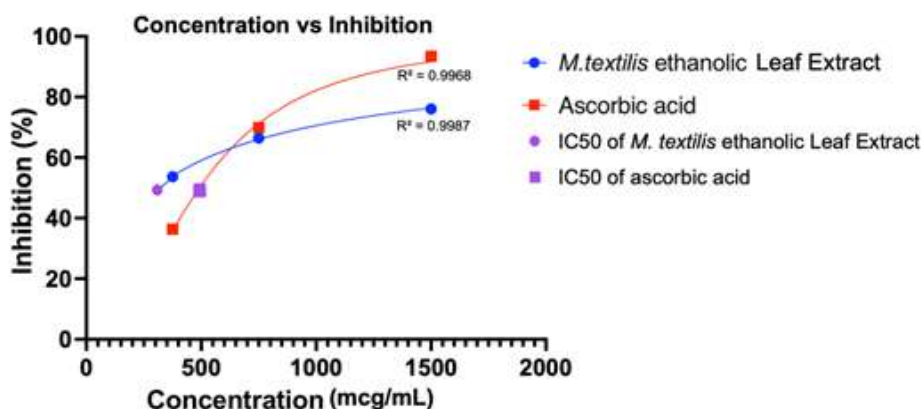 Concentration vs Inhibition
100
80
60
40
20
0
Inhibition (%)
0 500 1000 1500 2000
Concentration (mcg/mL)
R² = 0.9968
R² = 0.9987
M.textilis ethanolic Leaf Extract
Ascorbic acid
IC50 of M. textilis ethanolic Leaf Extract
IC50 of ascorbic acid